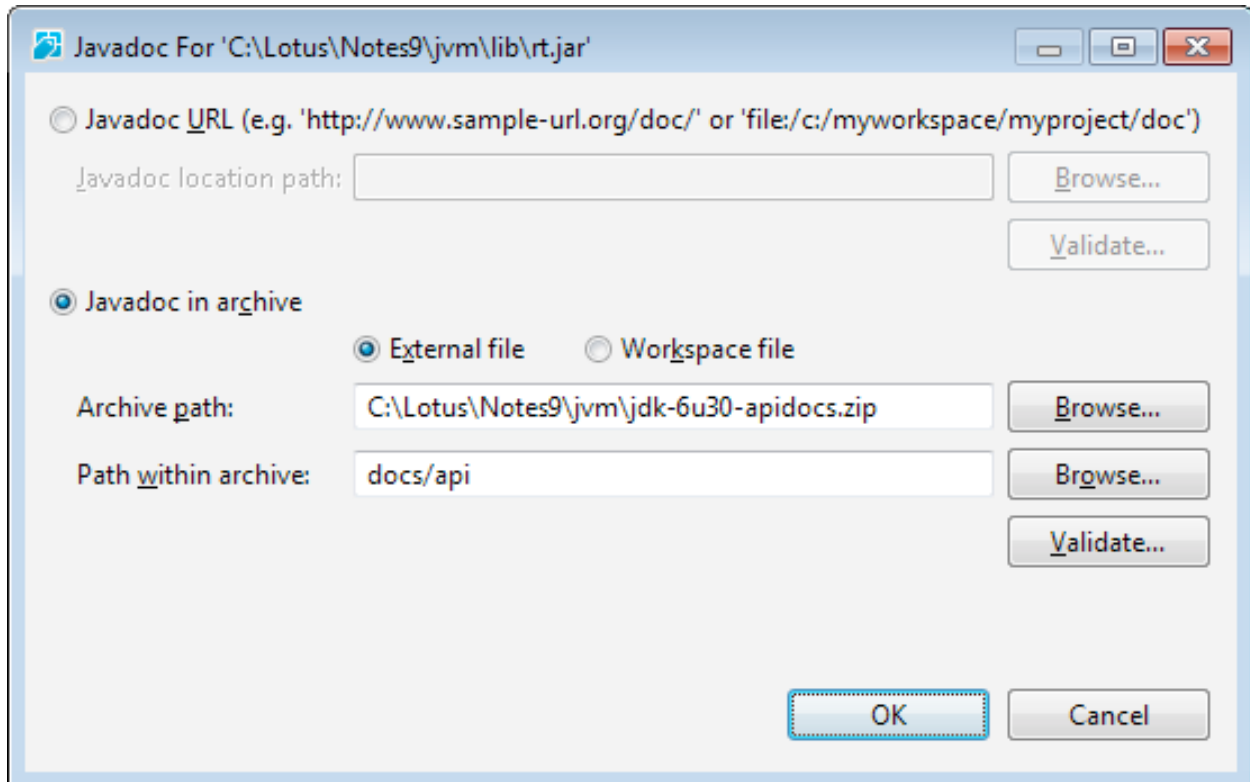 Javadoc For 'C:\Lotus\Notes9\jvm\lib\rt.jar'
Javadoc URL (e.g. 'http://www.sample-url.org/doc/' or 'file:/c:/myworkspace/myproject/doc')
Javadoc location path: Browse...
Validate...
Javadoc in archive
External file Workspace file
Archive path: C:\Lotus\Notes9\jvm\jdk-6u30-apidocs.zip Browse...
Path within archive: docs/api Browse...
Validate...
OK Cancel